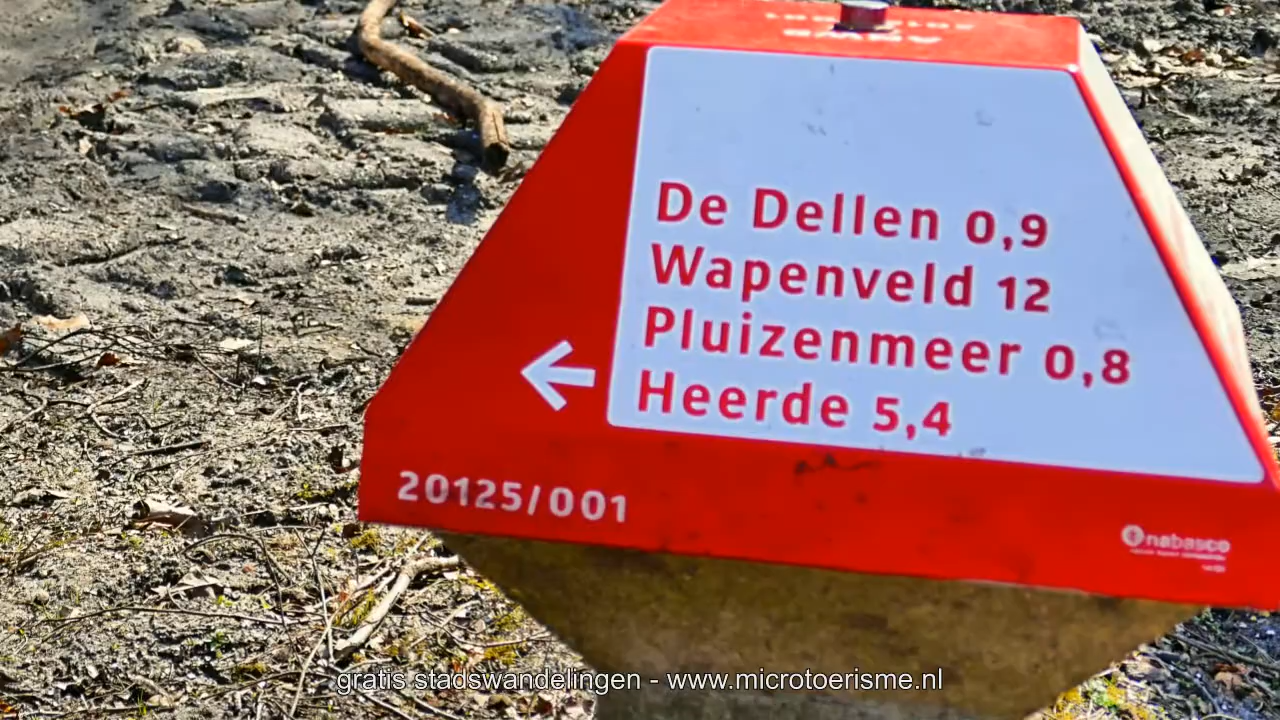 De Dellen 0,9
Wapenveld 12
Pluizenmeer 0,8
Heerde 5,4
20125/001
nabasco
gratis stadswandelingen - www.microtoerisme.nl